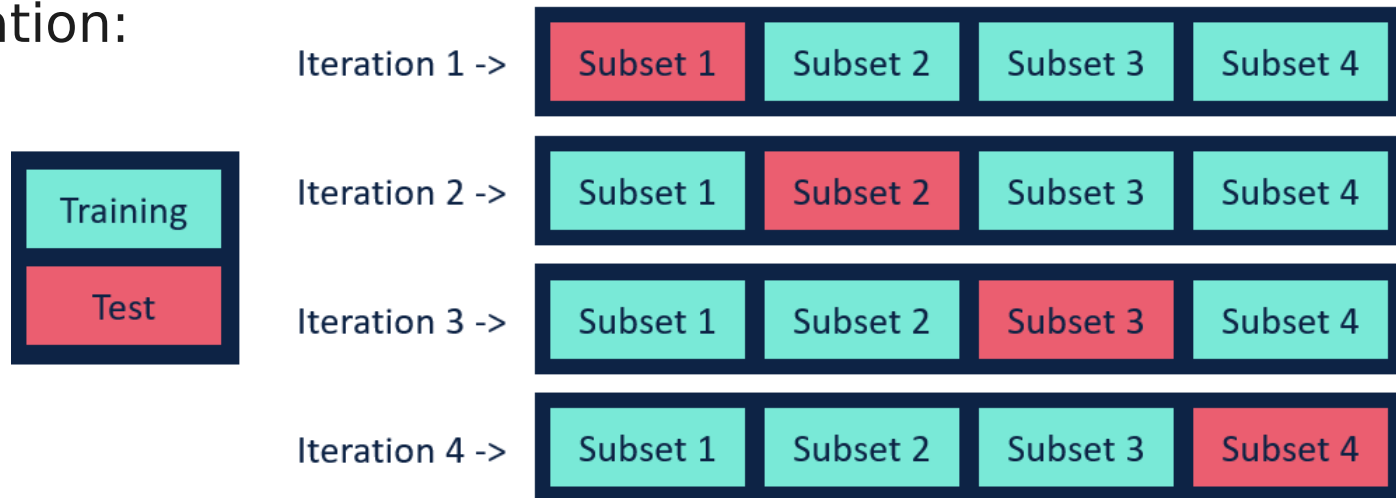 ntion:
Iteration 1 -> Subset 1 Subset 2 Subset 3 Subset 4
Iteration 2 -> Subset 1 Subset 2 Subset 3 Subset 4
Training
Test
Iteration 3 -> Subset 1 Subset 2 Subset 3 Subset 4
Iteration 4 -> Subset 1 Subset 2 Subset 3 Subset 4